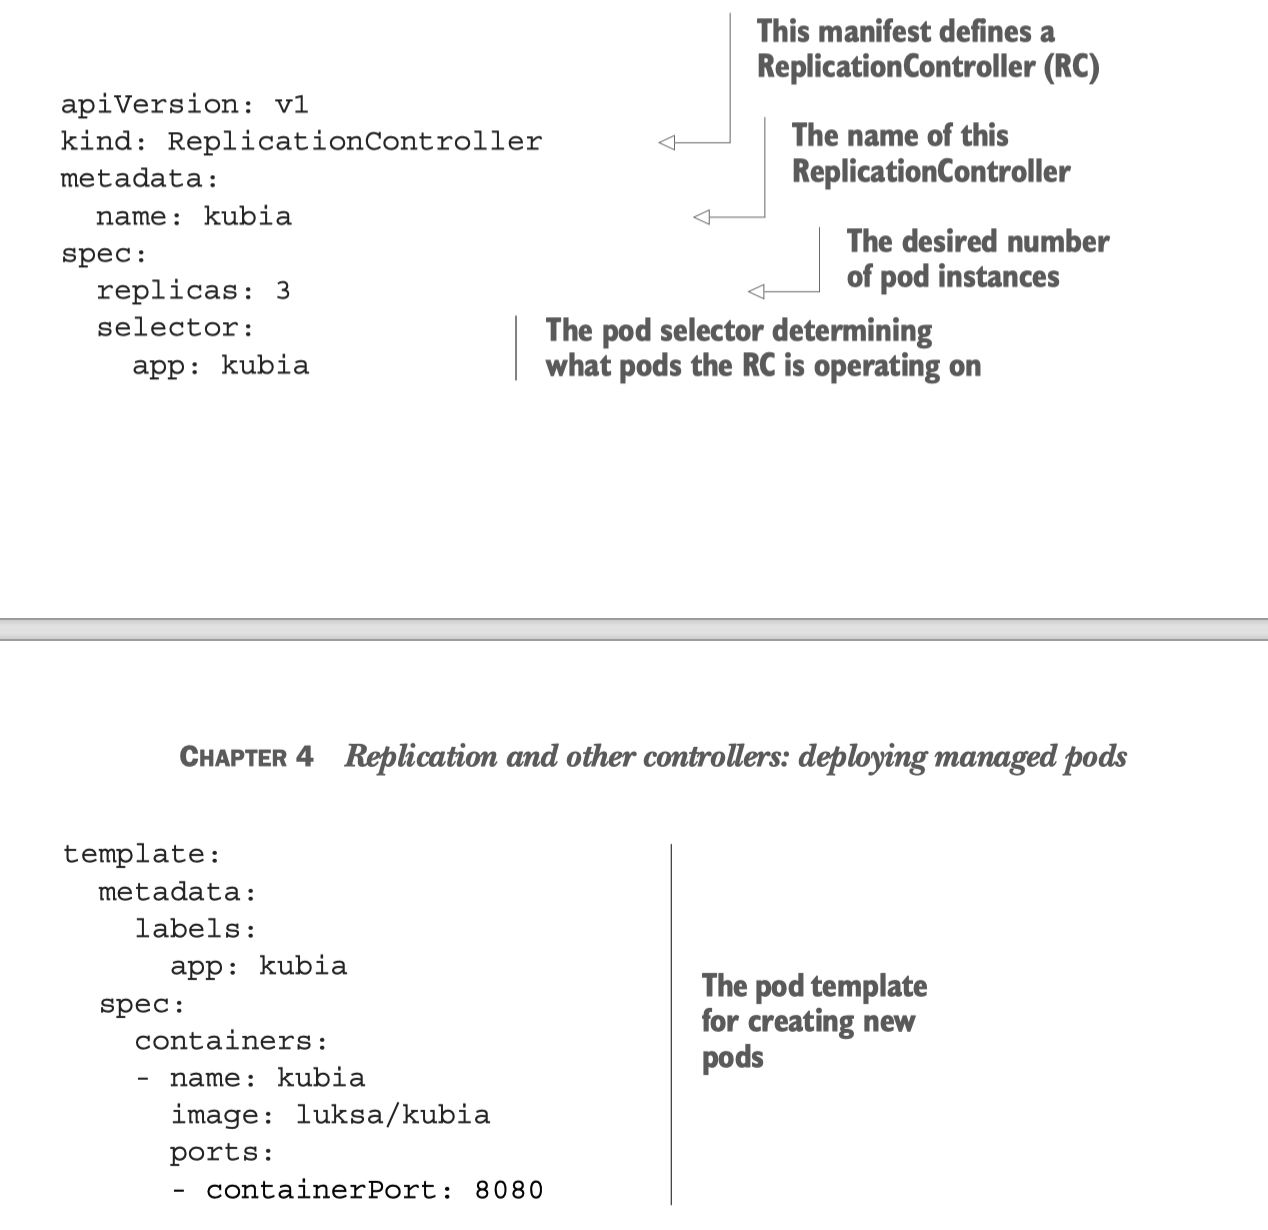 This manifest defines a
ReplicationController (RC)
apiVersion: v1
kind: ReplicationController
The name of this
ReplicationController
metadata:
name: kubia
spec:
The desired number
of pod instances
replicas: 3
selector:
app: kubia
The pod selector determining
what pods the RC is operating on
CHAPTER 4 Replication and other controllers: deploying managed pods
template:
metadata:
labels:
app: kubia
spec:
containers:
- name: kubia
image: luksa/kubia
ports:
- containerPort: 8080
The pod template
for creating new
pods